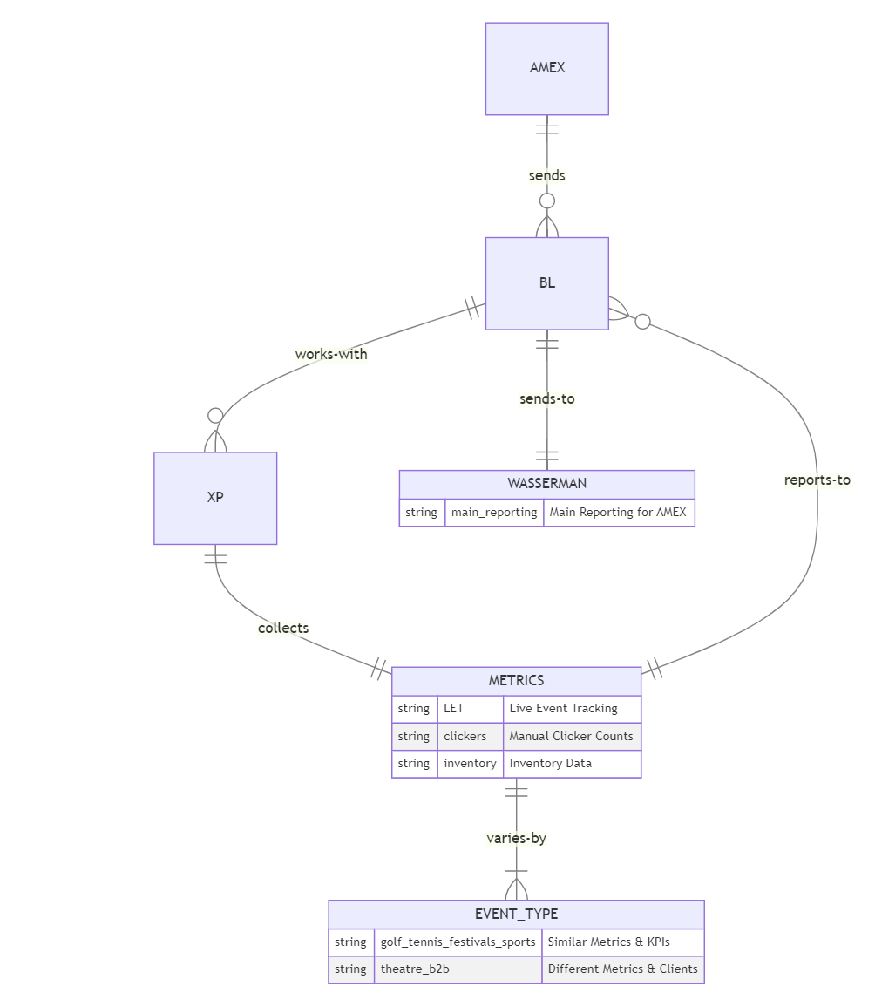 AMEX
sends
BL
works-with
sends-to
reports-to
WASSERMAN
string main_reporting Main Reporting for AMEX
XP
collects
METRICS
string LET Live Event Tracking
string clickers Manual Clicker Counts
string inventory Inventory Data
varies-by
EVENT_TYPE
string golf_tennis_festivals_sports Similar Metrics & KPIs
string theatre_b2b Different Metrics & Clients